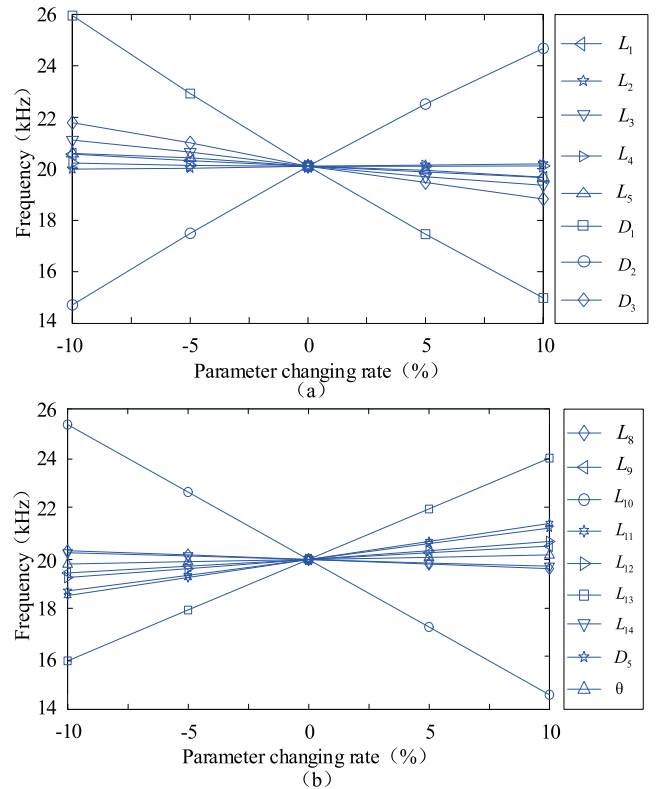 26
24
22
20
18
16
14
Frequency（kHz）
-10 -5 0 5 10
Parameter changing rate（%）
（a）
L1
L2
L3
L4
L5
D1
D2
D3
26
24
22
20
18
16
14
Frequency（kHz）
-10 -5 0 5 10
Parameter changing rate（%）
（b）
L8
L9
L10
L11
L12
L13
L14
D5
θ